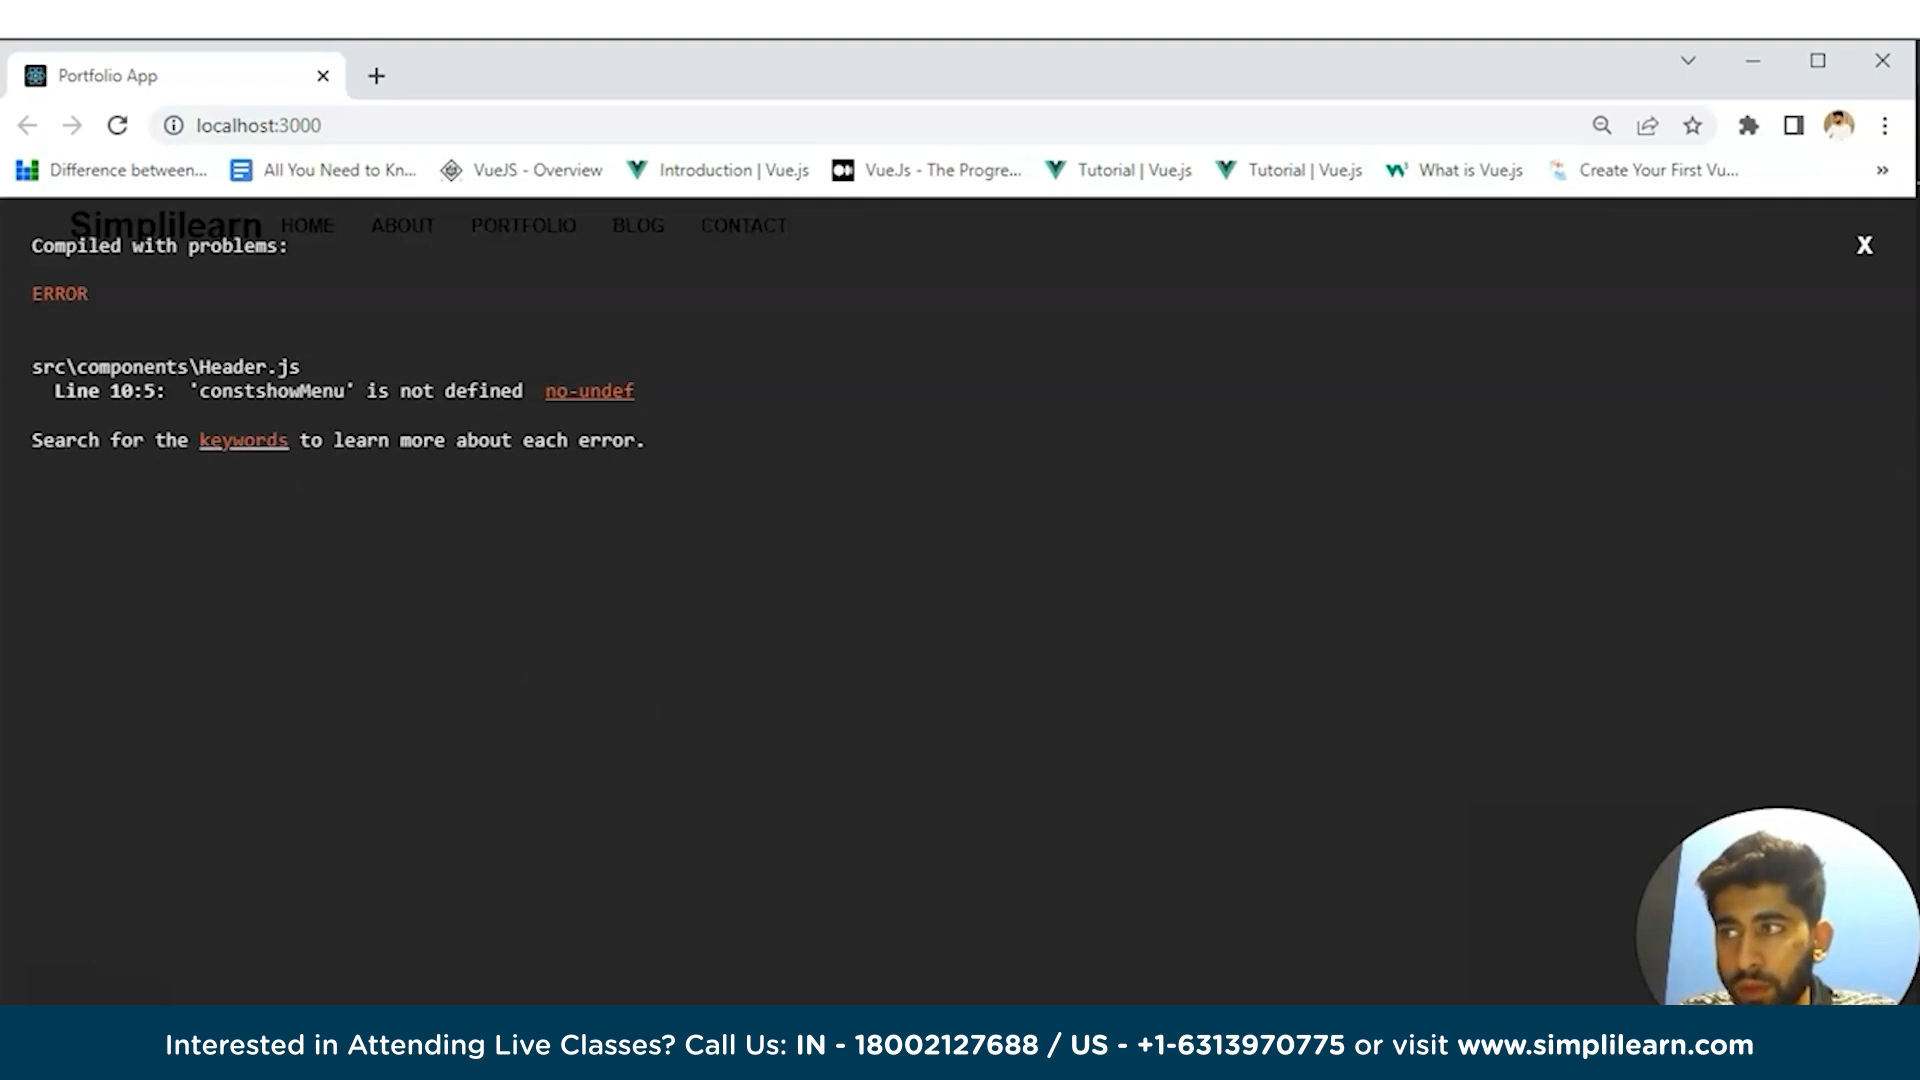 Portfolio App
localhost:3000
Difference between... All You Need to Kn... VueJS - Overview Introduction | Vue.js VueJs - The Progre... Tutorial | Vue.js Tutorial | Vue.js What is Vue.js Create Your First Vu... »
Simplilearn HOME ABOUT PORTFOLIO BLOG CONTACT
Compiled with problems: X
ERROR
src\components\Header.js
Line 10:5: 'constshowMenu' is not defined no-undef
Search for the keywords to learn more about each error.
Interested in Attending Live Classes? Call Us: IN - 18002127688 / US - +1-6313970775 or visit www.simplilearn.com